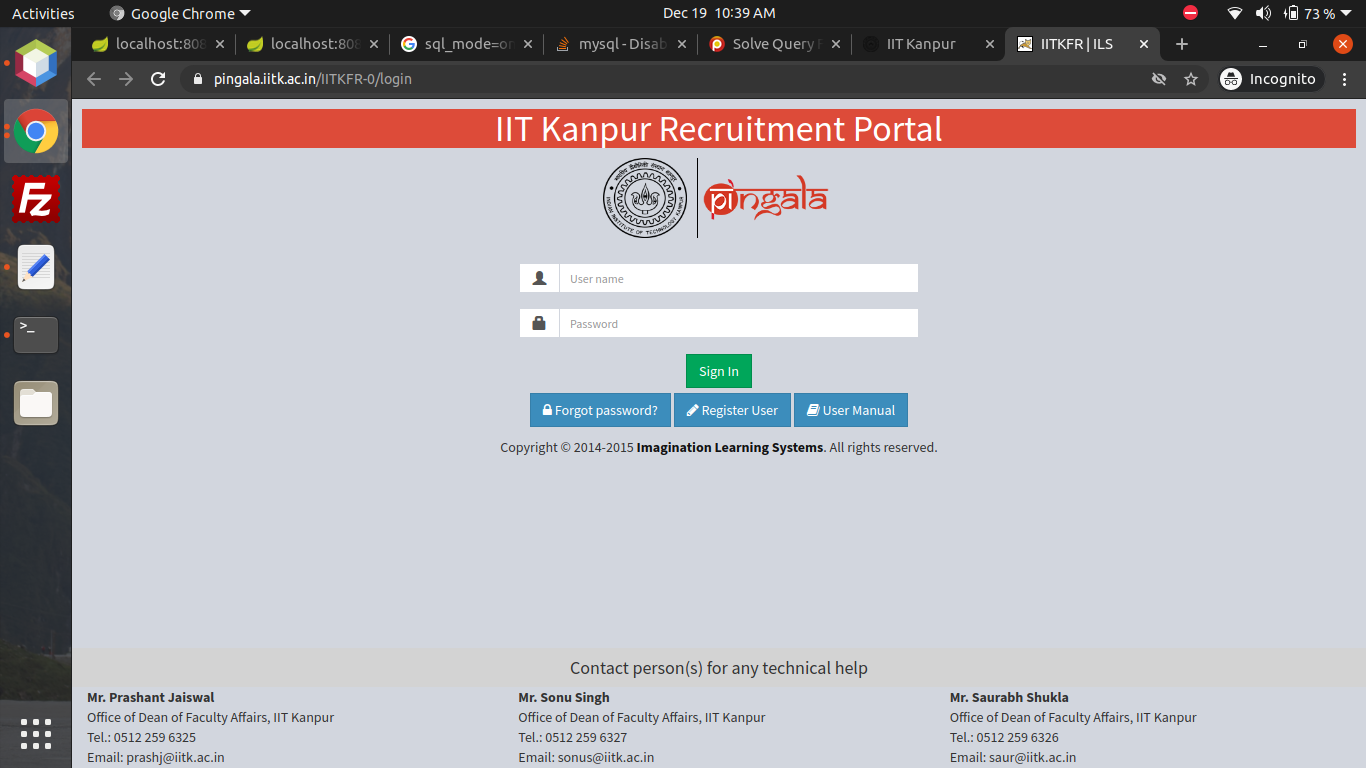 Activities Google Chrome Dec 19 10:39 AM 73 %
localhost:808 localhost:808 sql_mode=on mysql - Disab Solve Query F IIT Kanpur IITKFR | ILS
pingala.iitk.ac.in/IITKFR-0/login Incognito
IIT Kanpur Recruitment Portal
pingala
User name
Password
Sign In
Forgot password? Register User User Manual
Copyright © 2014-2015 Imagination Learning Systems. All rights reserved.
Contact person(s) for any technical help
Mr. Prashant Jaiswal
Office of Dean of Faculty Affairs, IIT Kanpur
Tel.: 0512 259 6325
Email: prashj@iitk.ac.in
Mr. Sonu Singh
Office of Dean of Faculty Affairs, IIT Kanpur
Tel.: 0512 259 6327
Email: sonus@iitk.ac.in
Mr. Saurabh Shukla
Office of Dean of Faculty Affairs, IIT Kanpur
Tel.: 0512 259 6326
Email: saur@iitk.ac.in
INDIAN INSTITUTE OF TECHNOLOGY KANPUR
Fz
>_